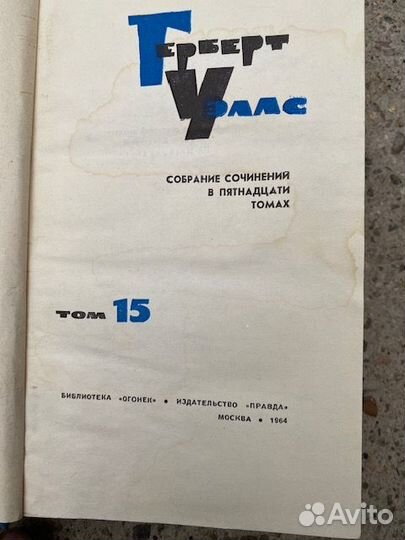 Герберт
Уэллс
СОБРАНИЕ СОЧИНЕНИЙ
В ПЯТНАДЦАТИ
ТОМАХ
ТОМ 15
БИБЛИОТЕКА «ОГОНЕК» • ИЗДАТЕЛЬСТВО «ПРАВДА»
МОСКВА • 1964
Avito